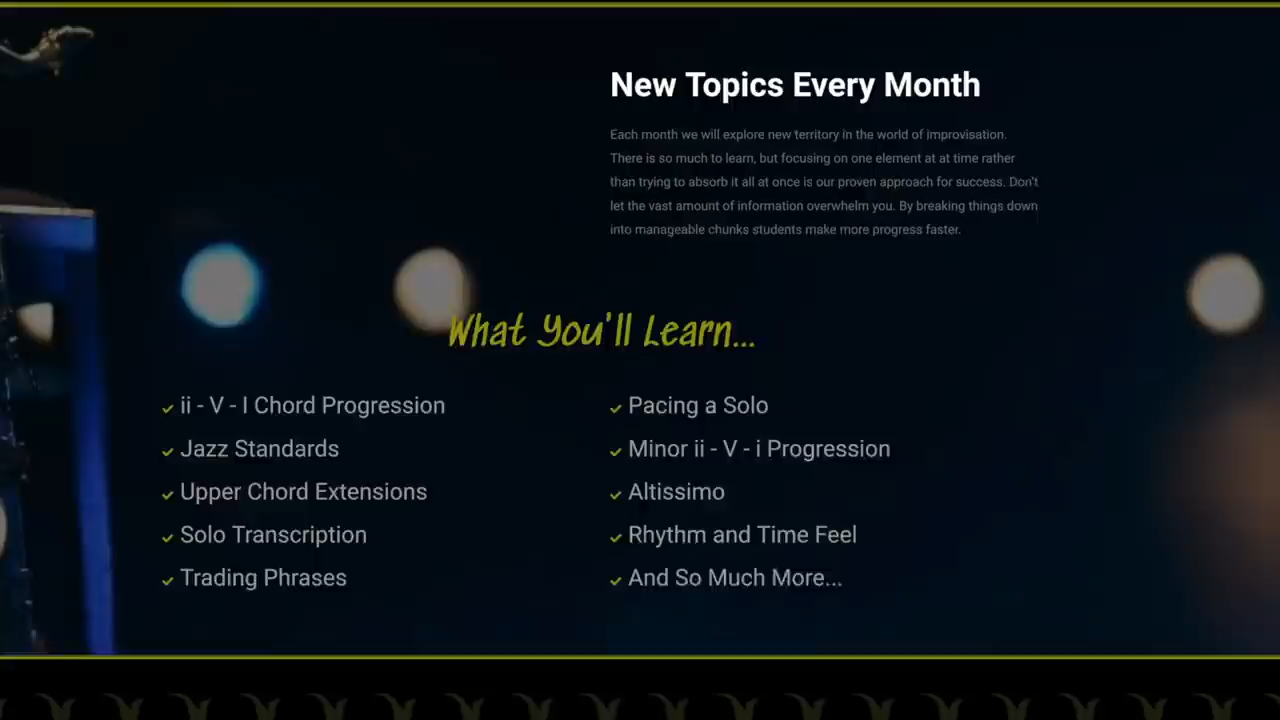 New Topics Every Month
Each month we will explore new territory in the world of improvisation.
There is so much to learn, but focusing on one element at at time rather
than trying to absorb it all at once is our proven approach for success. Don't
let the vast amount of information overwhelm you. By breaking things down
into manageable chunks students make more progress faster.
What You'll Learn...
ii - V - I Chord Progression
Jazz Standards
Upper Chord Extensions
Solo Transcription
Trading Phrases
Pacing a Solo
Minor ii - V - i Progression
Altissimo
Rhythm and Time Feel
And So Much More...